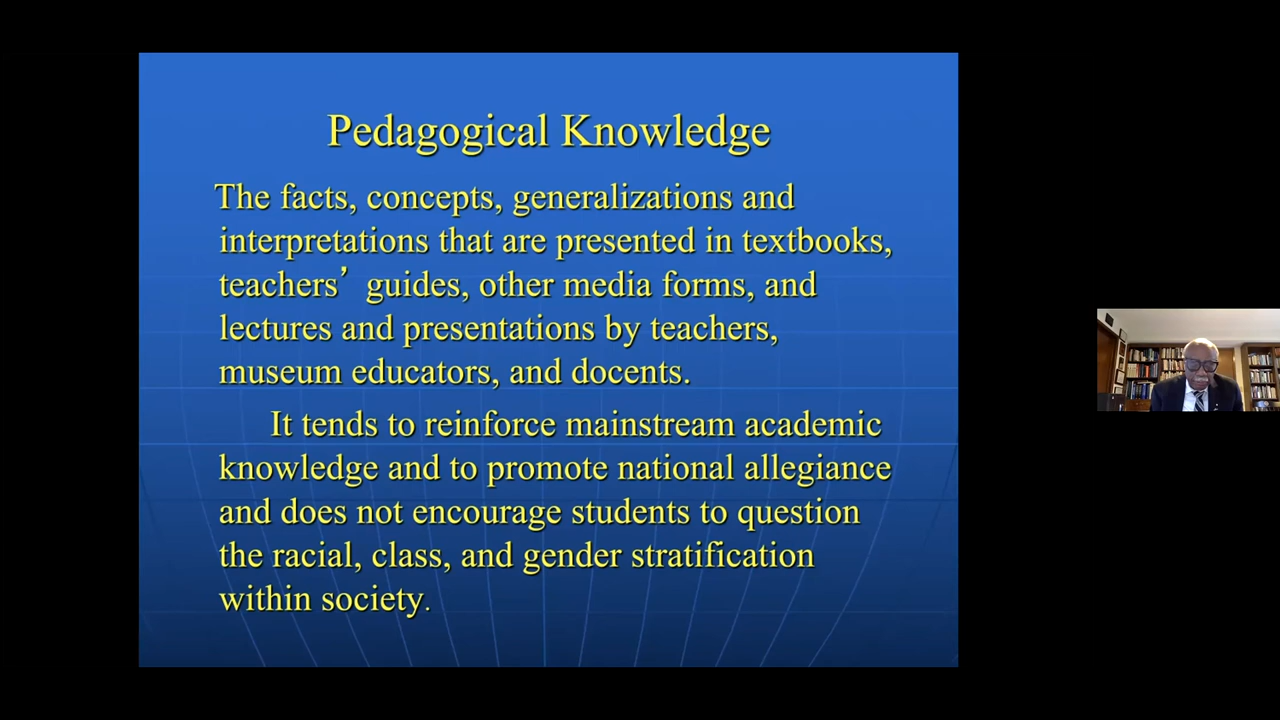 Pedagogical Knowledge
The facts, concepts, generalizations and
interpretations that are presented in textbooks,
teachers’ guides, other media forms, and
lectures and presentations by teachers,
museum educators, and docents.
It tends to reinforce mainstream academic
knowledge and to promote national allegiance
and does not encourage students to question
the racial, class, and gender stratification
within society.